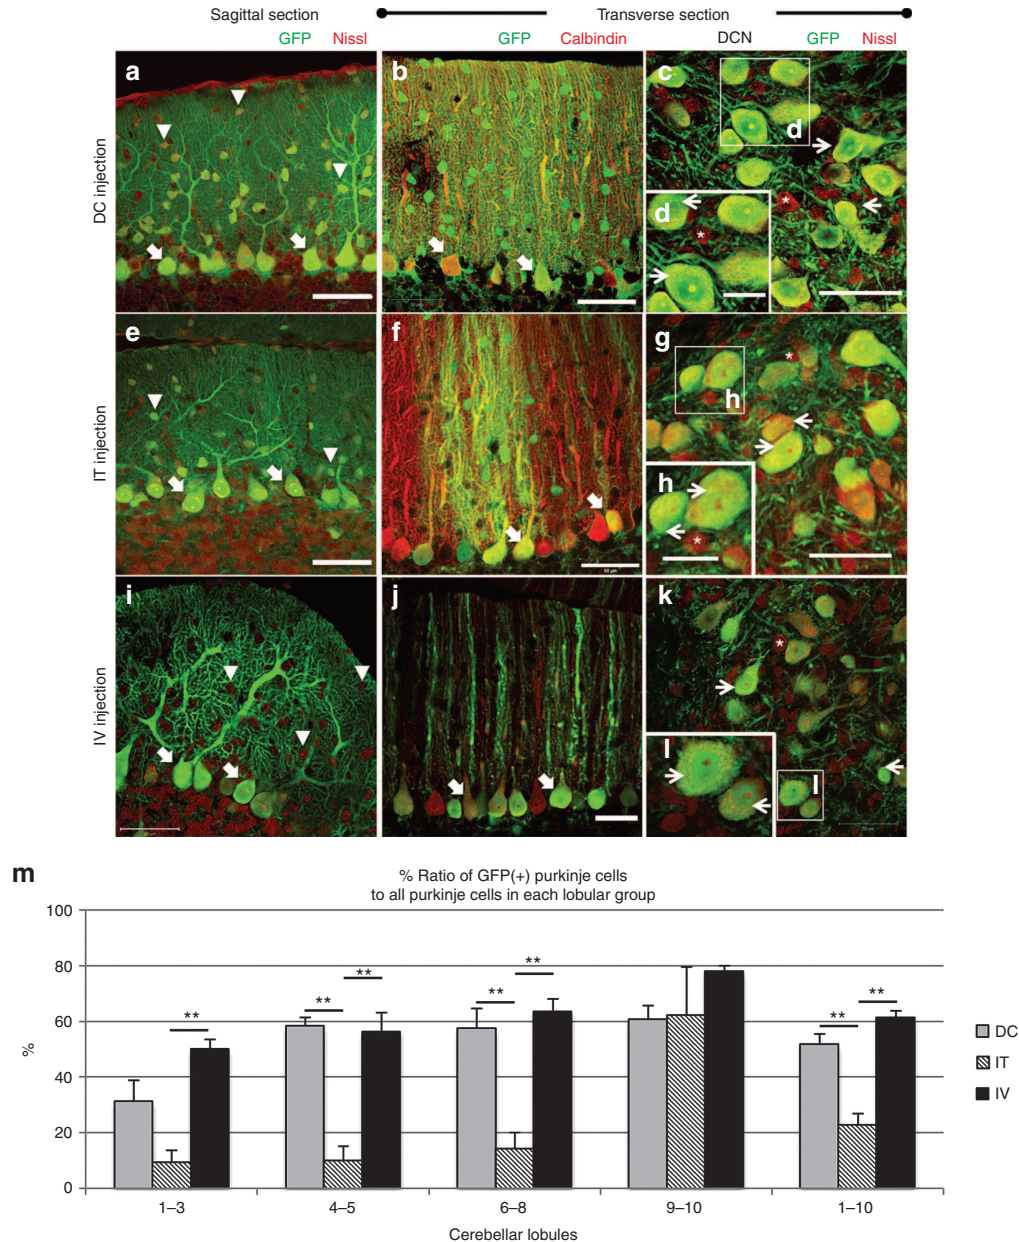 Sagittal section
Transverse section
GFP Nissl
GFP Calbindin
DCN GFP Nissl
DC injection
a
b
c
d
d
*
*
IT injection
e
f
g
h
h
*
*
50 µm
IV injection
i
j
k
l
l
*
m
% Ratio of GFP(+) purkinje cells
to all purkinje cells in each lobular group
100
80
60
40
20
0
%
**
**
**
**
**
**
**
DC
IT
IV
1–3
4–5
6–8
9–10
1–10
Cerebellar lobules